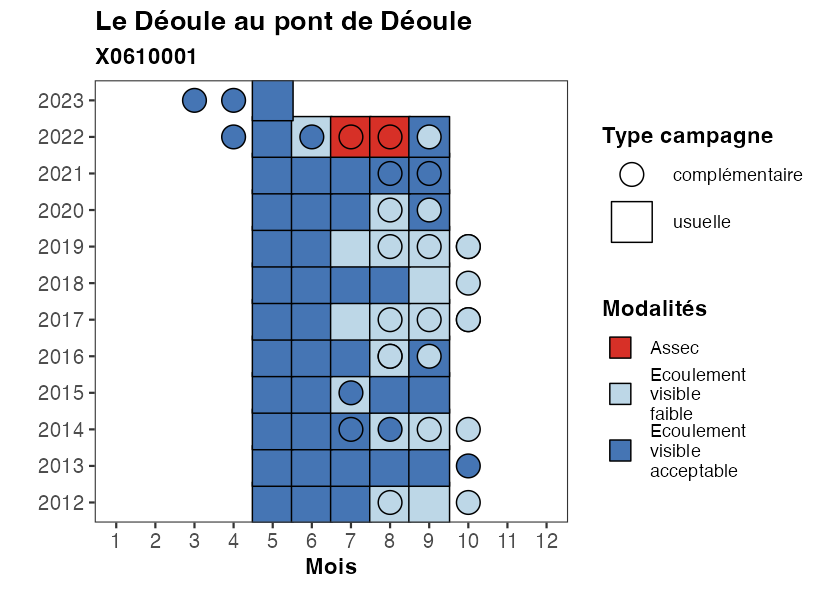 Le Déoule au pont de Déoule
X0610001
2023
2022
2021
2020
2019
2018
2017
2016
2015
2014
2013
2012
1 2 3 4 5 6 7 8 9 10 11 12
Mois
Type campagne
complémentaire
usuelle
Modalités
Assec
Ecoulement
visible
faible
Ecoulement
visible
acceptable